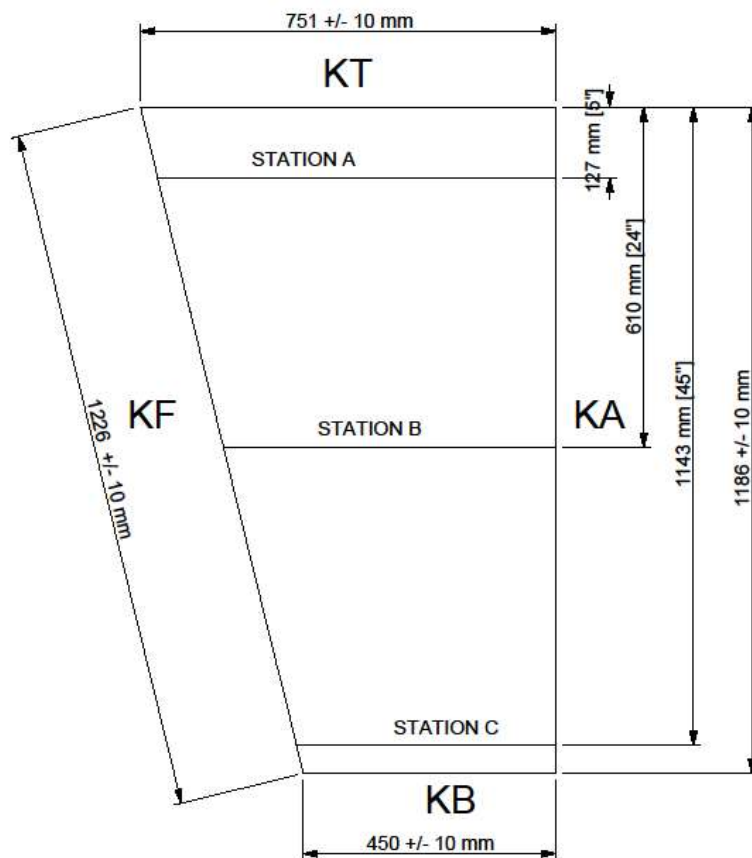 751 +/- 10 mm
KT
127 mm [5"]
STATION A
610 mm [24"]
KF
STATION B
KA
1143 mm [45"]
1186 +/- 10 mm
1226 +/- 10 mm
STATION C
KB
450 +/- 10 mm